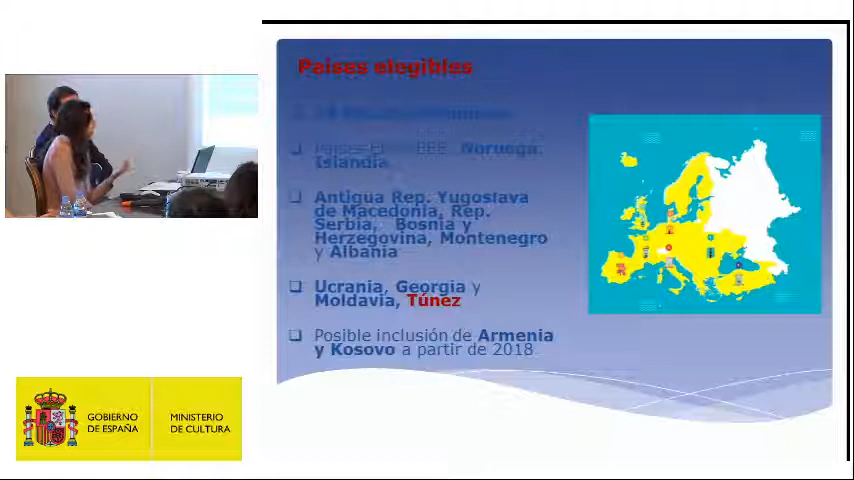 Países elegibles
Países
Noruega,
Islandia
Antigua Rep. Yugoslava
de Macedonia, Rep.
Serbia, Bosnia y
Herzegovina, Montenegro
y Albania
Ucrania, Georgia y
Moldavia, Túnez
Posible inclusión de Armenia
y Kosovo a partir de 2018.
GOBIERNO
DE ESPAÑA
MINISTERIO
DE CULTURA